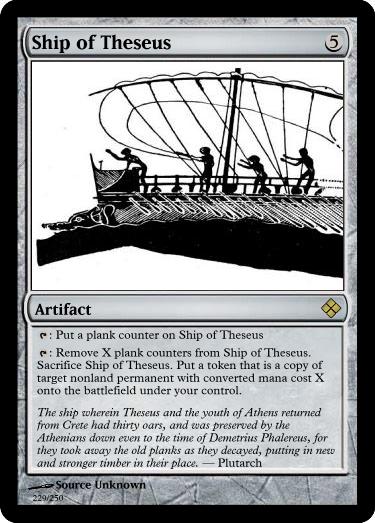 Ship of Theseus 5
Artifact
: Put a plank counter on Ship of Theseus
: Remove X plank counters from Ship of Theseus.
Sacrifice Ship of Theseus. Put a token that is a copy of
target nonland permanent with converted mana cost X
onto the battlefield under your control.
The ship wherein Theseus and the youth of Athens returned
from Crete had thirty oars, and was preserved by the
Athenians down even to the time of Demetrius Phalereus, for
they took away the old planks as they decayed, putting in new
and stronger timber in their place. — Plutarch
Source Unknown
229/250